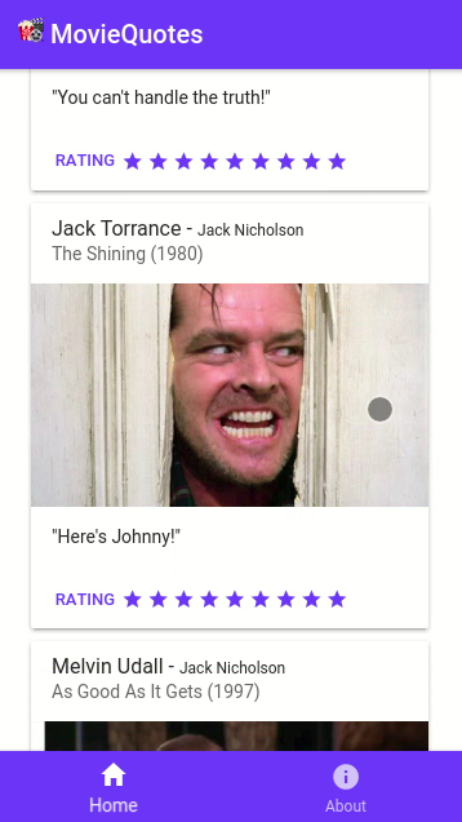 MovieQuotes
"You can't handle the truth!"
RATING
Jack Torrance - Jack Nicholson
The Shining (1980)
"Here's Johnny!"
RATING
Melvin Udall - Jack Nicholson
As Good As It Gets (1997)
Home
About